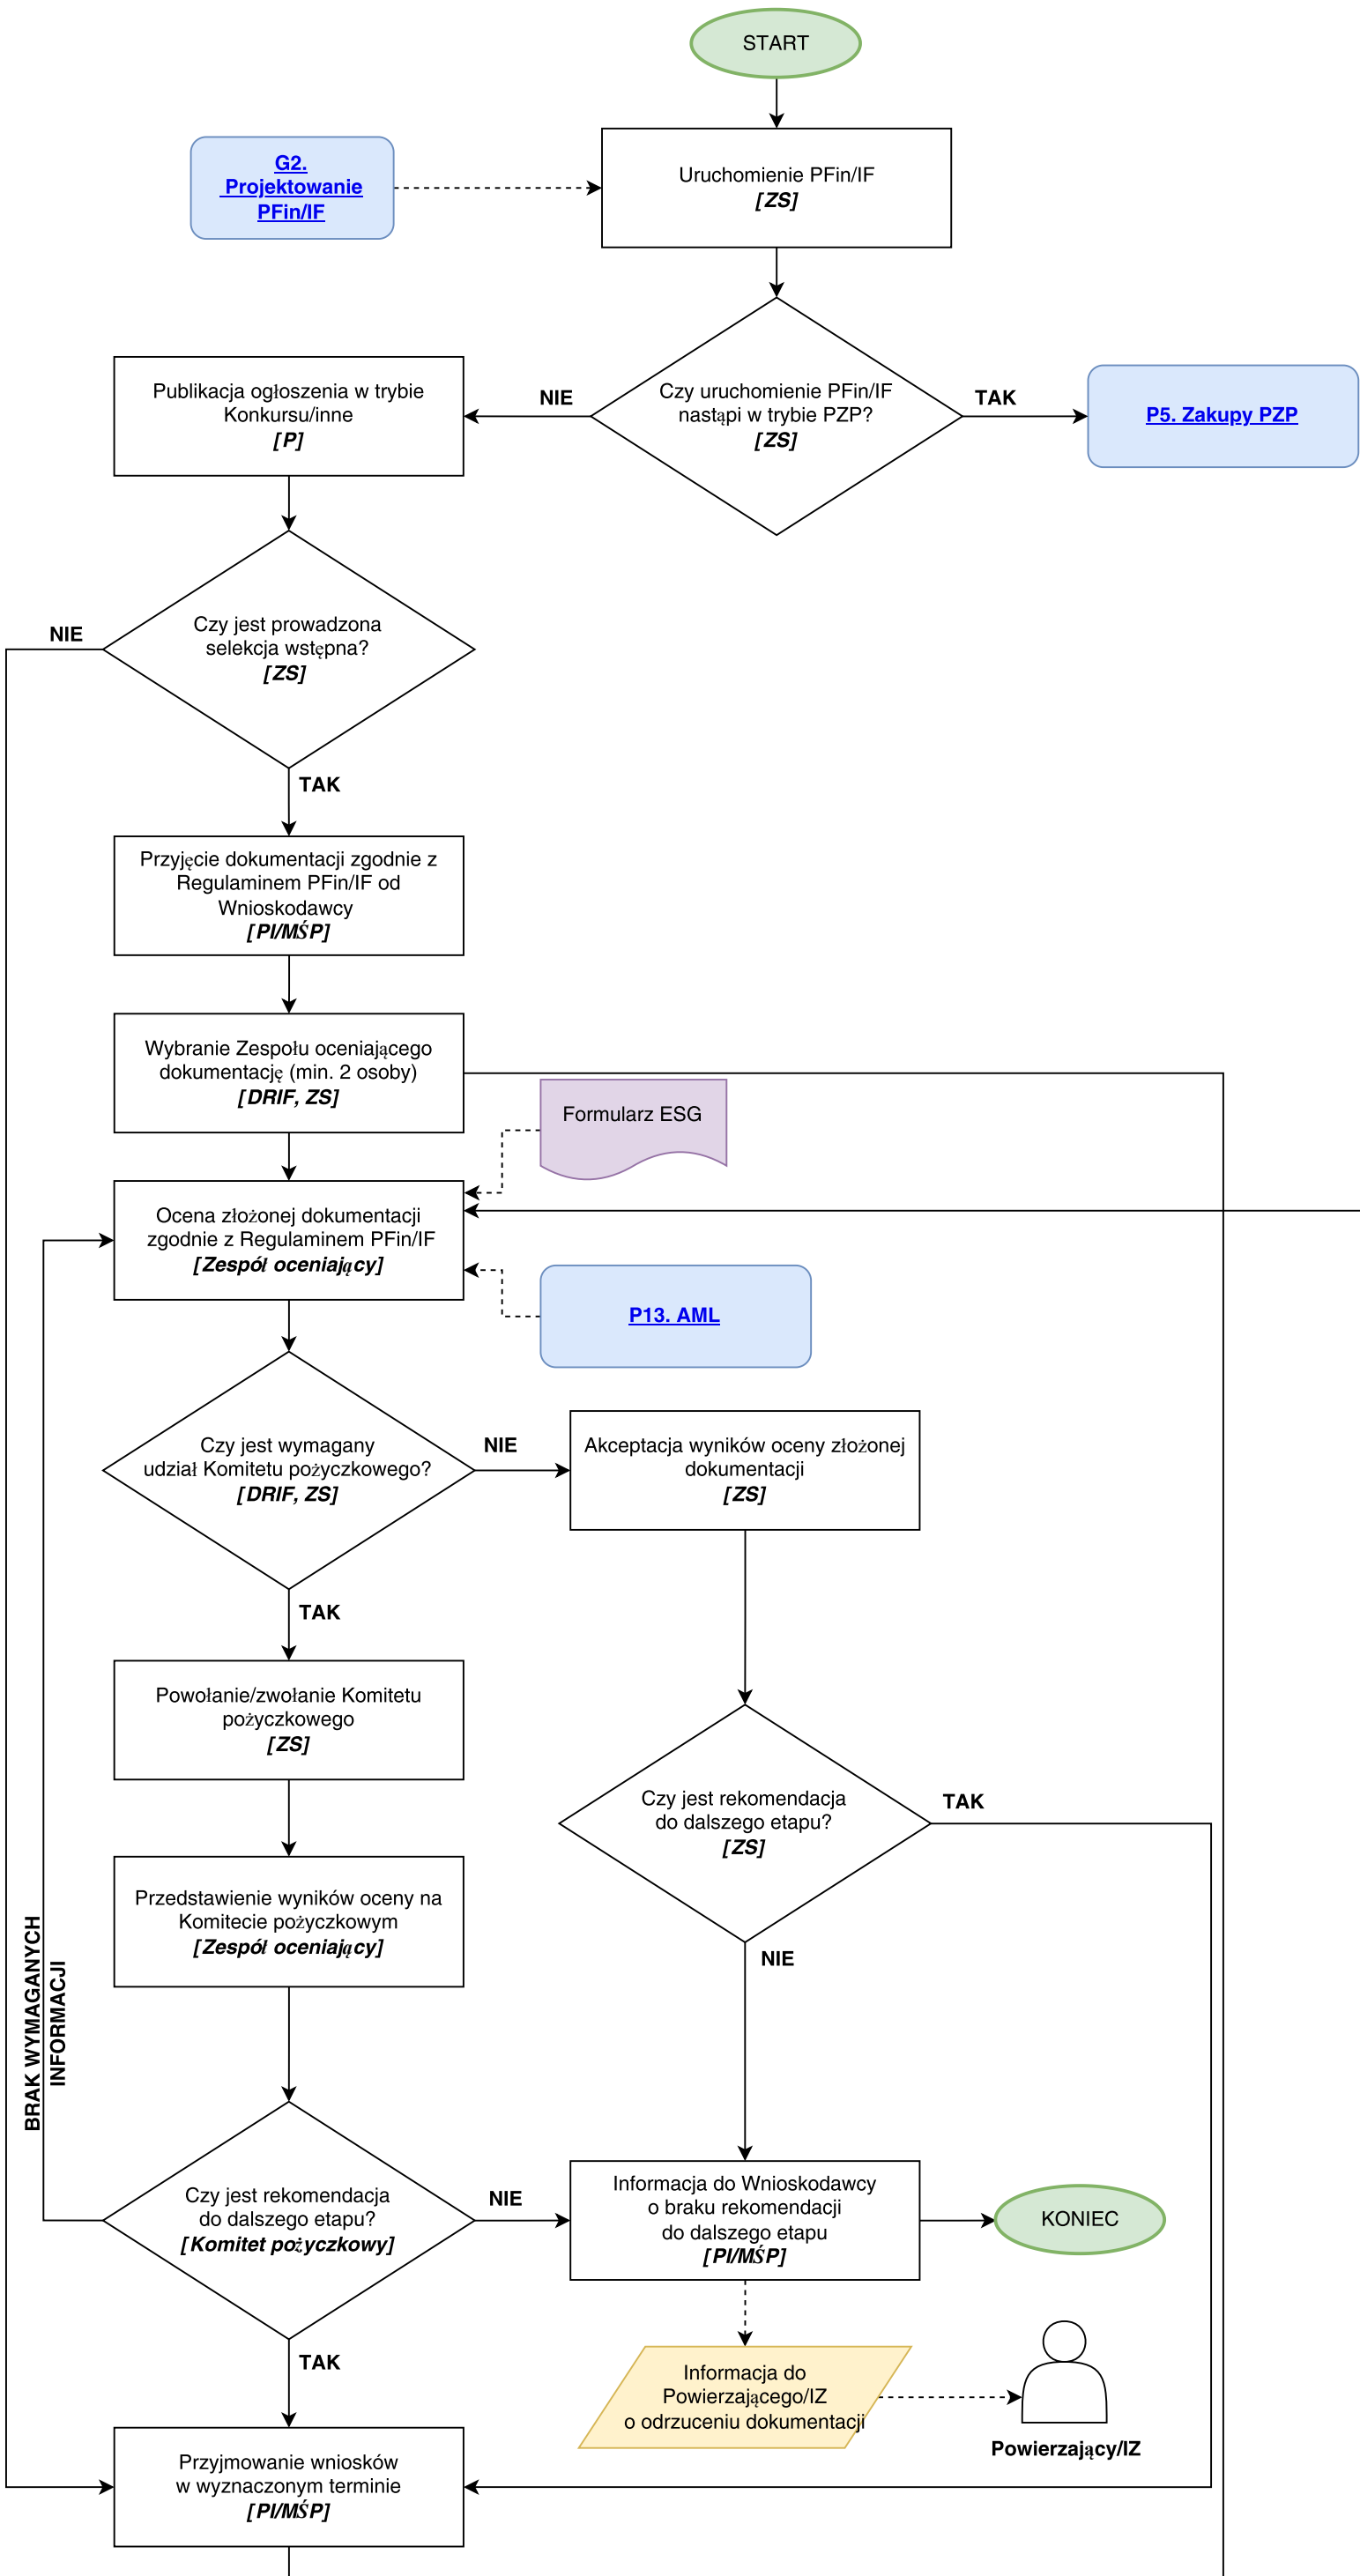 START
G2.
Projektowanie
PFin/IF
Uruchomienie PFin/IF
[ZS]
Publikacja ogłoszenia w trybie
Konkursu/inne
[P]
NIE
Czy uruchomienie PFin/IF
nastąpi w trybie PZP?
[ZS]
TAK
P5. Zakupy PZP
NIE
Czy jest prowadzona
selekcja wstępna?
[ZS]
TAK
Przyjęcie dokumentacji zgodnie z
Regulaminem PFin/IF od
Wnioskodawcy
[PI/MŚP]
Wybranie Zespołu oceniającego
dokumentację (min. 2 osoby)
[DRIF, ZS]
Formularz ESG
Ocena złożonej dokumentacji
zgodnie z Regulaminem PFin/IF
[Zespół oceniający]
P13. AML
Czy jest wymagany
udział Komitetu pożyczkowego?
[DRIF, ZS]
NIE
Akceptacja wyników oceny złożonej
dokumentacji
[ZS]
TAK
Powołanie/zwołanie Komitetu
pożyczkowego
[ZS]
Czy jest rekomendacja
do dalszego etapu?
[ZS]
TAK
Przedstawienie wyników oceny na
Komitecie pożyczkowym
[Zespół oceniający]
NIE
BRAK WYMAGANYCH
INFORMACJI
Czy jest rekomendacja
do dalszego etapu?
[Komitet pożyczkowy]
NIE
Informacja do Wnioskodawcy
o braku rekomendacji
do dalszego etapu
[PI/MŚP]
KONIEC
TAK
Informacja do
Powierzającego/IZ
o odrzuceniu dokumentacji
Powierzający/IZ
Przyjmowanie wniosków
w wyznaczonym terminie
[PI/MŚP]